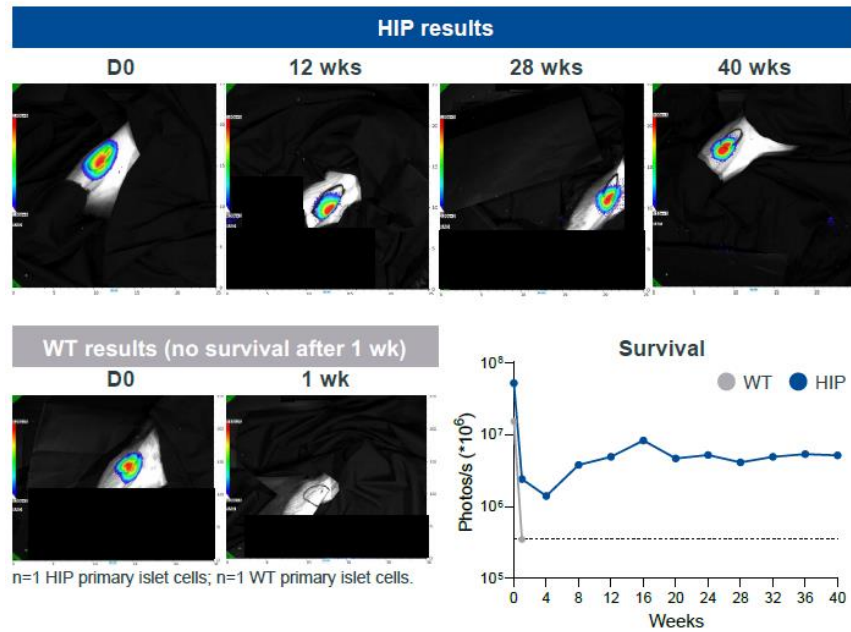 HIP results
D0 12 wks 28 wks 40 wks
WT results (no survival after 1 wk)
D0 1 wk
n=1 HIP primary islet cells; n=1 WT primary islet cells.
Survival
WT HIP
Photos/s (*10⁶)
10⁸
10⁷
10⁶
10⁵
0 4 8 12 16 20 24 28 32 36 40
Weeks